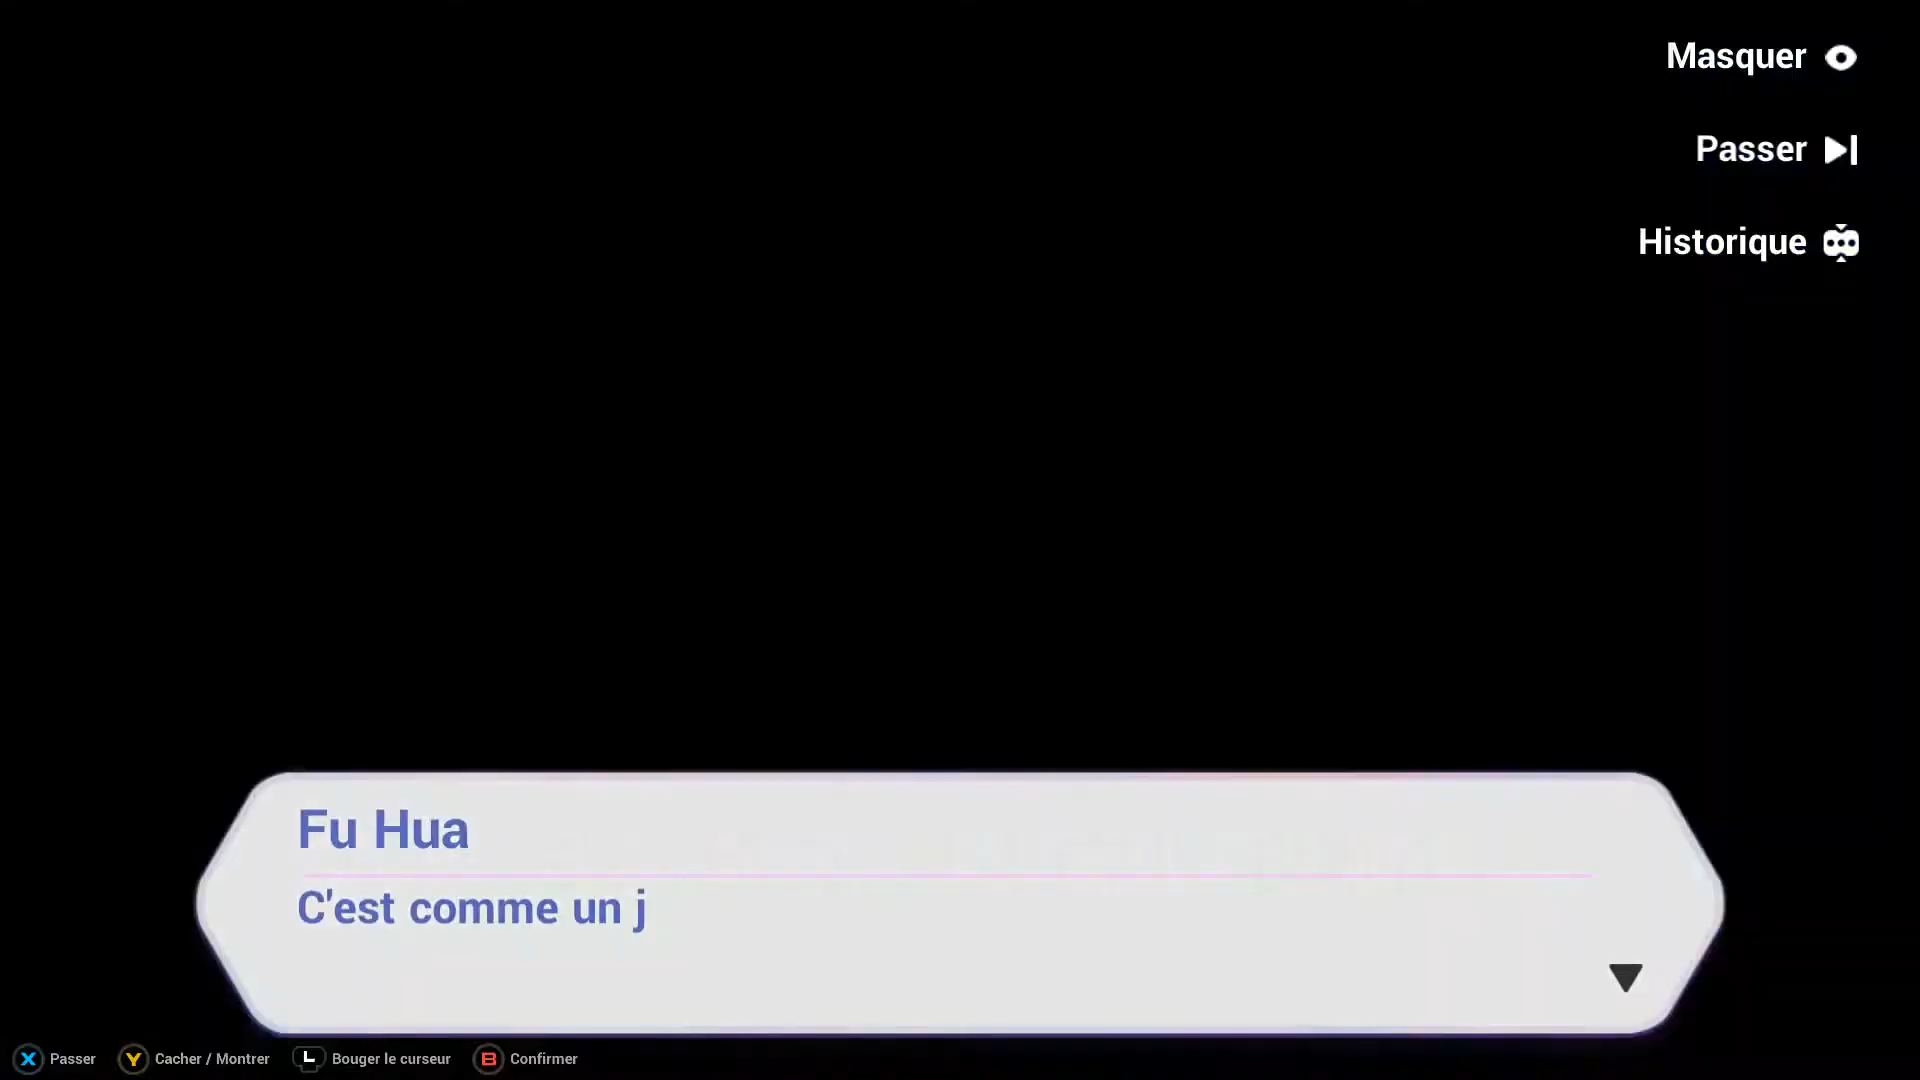 Masquer
Passer
Historique
Fu Hua
C'est comme un j
X Passer Y Cacher / Montrer L Bouger le curseur B Confirmer